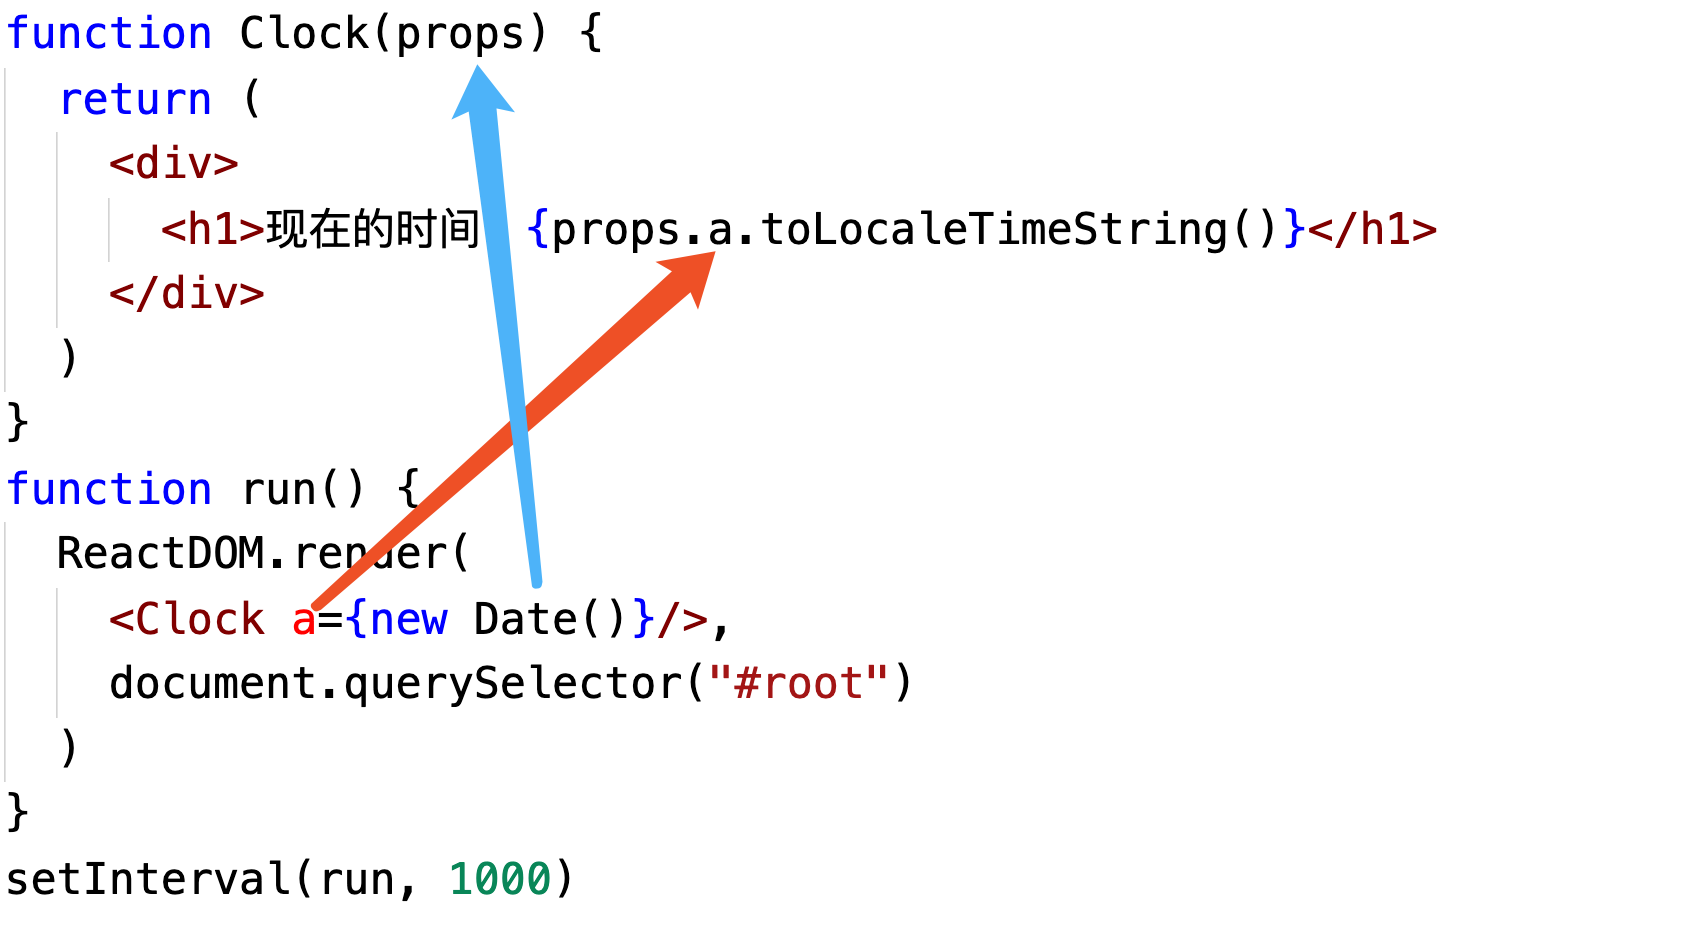 function Clock(props) {
return (
<div>
<h1>现在的时间 {props.a.toLocaleTimeString()}</h1>
</div>
)
}
function run() {
ReactDOM.render(
<Clock a={new Date()}/>,
document.querySelector("#root")
)
}
setInterval(run, 1000)